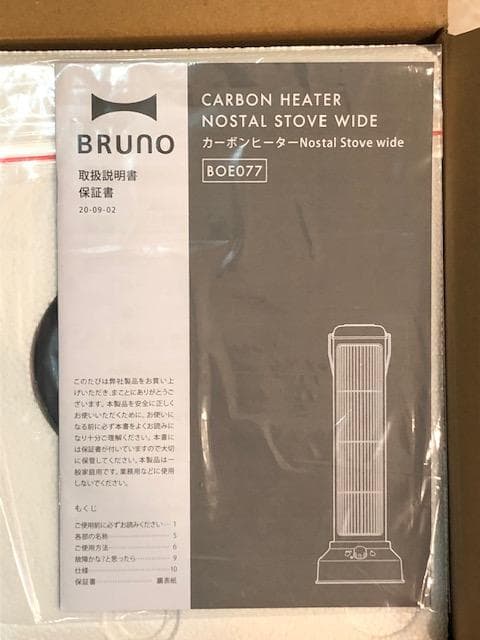 BRUNO
取扱説明書
保証書
20-09-02
CARBON HEATER
NOSTAL STOVE WIDE
カーボンヒーターNostal Stove wide
BOE077
このたびは弊社製品をお買い上
げいただき、まことにありがとうご
ざいます。本製品を安全に正しく
お使いいただくために、お使いに
なる前に必ず本書をよくお読みに
なり十分ご理解ください。本書に
は保証書が付いていますので大切
に保管してください。本製品は一
般家庭用です。業務用などに使用
しないでください。
もくじ
ご使用前に必ずお読みください…1
各部の名称……5
ご使用方法……6
故障かな?と思ったら……9
仕様……10
保証書……裏表紙